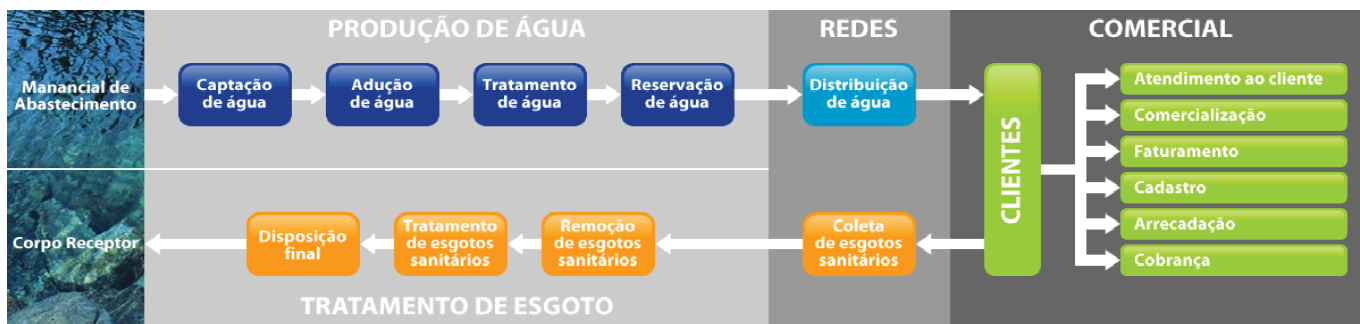 PRODUÇÃO DE ÁGUA
REDES
COMERCIAL
Manancial de
Abastecimento
Captação
de água
Adução
de água
Tratamento
de água
Reservação
de água
Distribuição
de água
CLIENTES
Atendimento ao cliente
Comercialização
Faturamento
Cadastro
Arrecadação
Cobrança
Corpo Receptor
Disposição
final
Tratamento
de esgotos
sanitários
Remoção
de esgotos
sanitários
Coleta
de esgotos
sanitários
TRATAMENTO DE ESGOTO